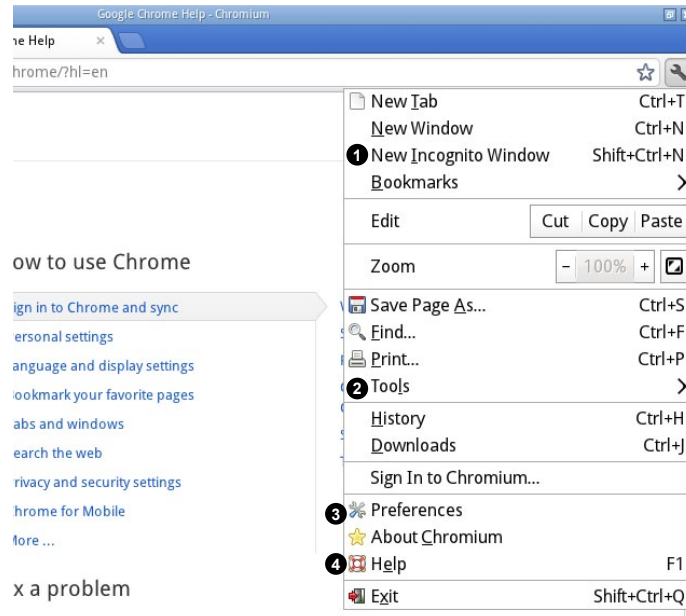 Google Chrome Help - Chromium
ne Help ×
hrome/?hl=en
New Tab Ctrl+T
New Window Ctrl+N
1 New Incognito Window Shift+Ctrl+N
Bookmarks
Edit Cut Copy Paste
Zoom - 100% +
Save Page As... Ctrl+S
Find... Ctrl+F
Print... Ctrl+P
2 Tools
History Ctrl+H
Downloads Ctrl+J
Sign In to Chromium...
3 Preferences
About Chromium
4 Help F1
Exit Shift+Ctrl+Q
ow to use Chrome
ign in to Chrome and sync
ersonal settings
anguage and display settings
ookmark your favorite pages
abs and windows
earch the web
rivacy and security settings
hrome for Mobile
More ...
x a problem